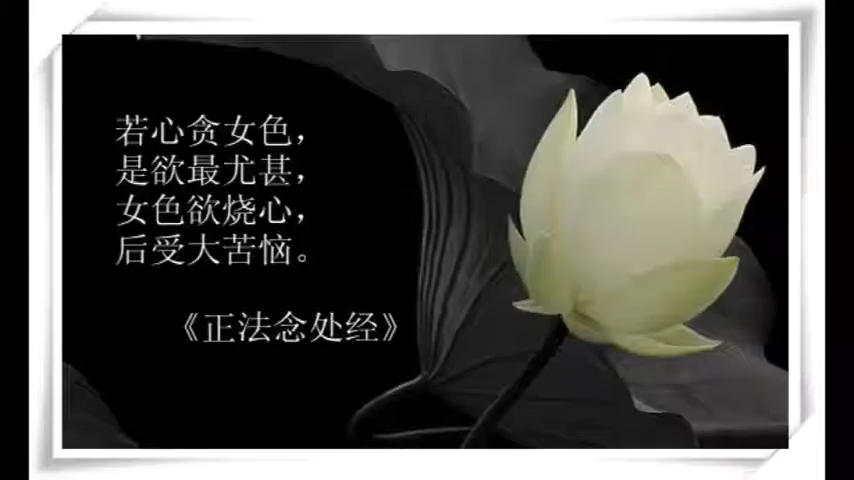 若心贪女色，
是欲最尤甚，
女色欲烧心，
后受大苦恼。
《正法念处经》